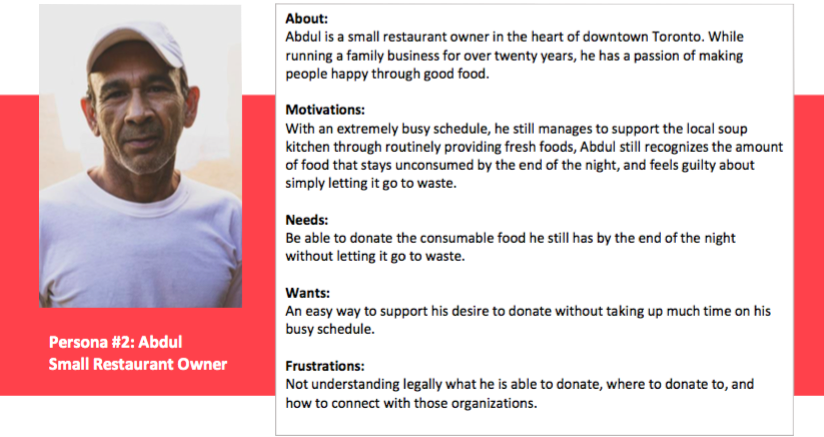 About:
Abdul is a small restaurant owner in the heart of downtown Toronto. While
running a family business for over twenty years, he has a passion of making
people happy through good food.
Motivations:
With an extremely busy schedule, he still manages to support the local soup
kitchen through routinely providing fresh foods, Abdul still recognizes the amount
of food that stays unconsumed by the end of the night, and feels guilty about
simply letting it go to waste.
Needs:
Be able to donate the consumable food he still has by the end of the night
without letting it go to waste.
Wants:
An easy way to support his desire to donate without taking up much time on his
busy schedule.
Frustrations:
Not understanding legally what he is able to donate, where to donate to, and
how to connect with those organizations.
Persona #2: Abdul
Small Restaurant Owner